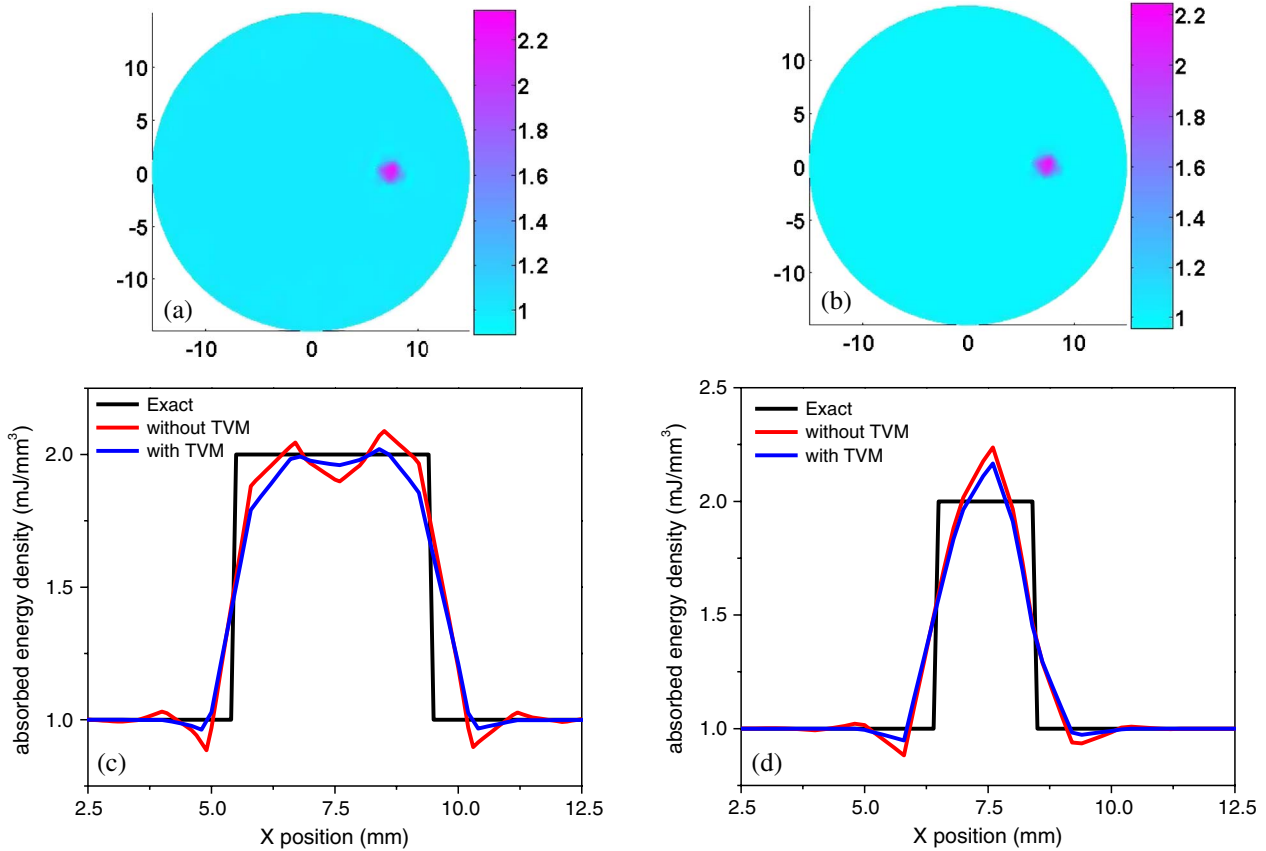 15
10
5
0
-5
-10
(a)
-10 0 10
2.2
2
1.8
1.6
1.4
1.2
1
15
10
5
0
-5
-10
(b)
-10 0 10
2.2
2
1.8
1.6
1.4
1.2
1
absorbed energy density (mJ/mm³)
2.0
1.5
1.0
Exact
without TVM
with TVM
(c)
2.5 5.0 7.5 10.0 12.5
X position (mm)
absorbed energy density (mJ/mm³)
2.5
2.0
1.5
1.0
Exact
without TVM
with TVM
(d)
2.5 5.0 7.5 10.0 12.5
X position (mm)